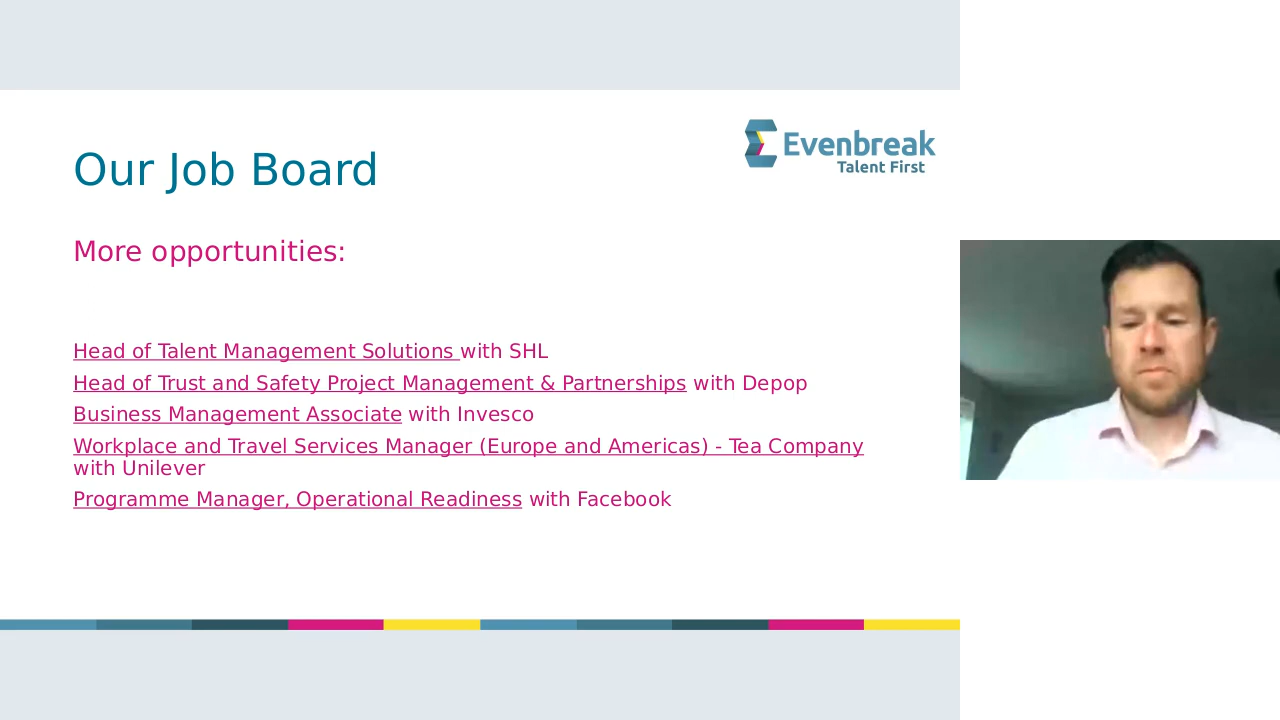 Evenbreak
Talent First
Our Job Board
More opportunities:
Head of Talent Management Solutions with SHL
Head of Trust and Safety Project Management & Partnerships with Depop
Business Management Associate with Invesco
Workplace and Travel Services Manager (Europe and Americas) - Tea Company
with Unilever
Programme Manager, Operational Readiness with Facebook